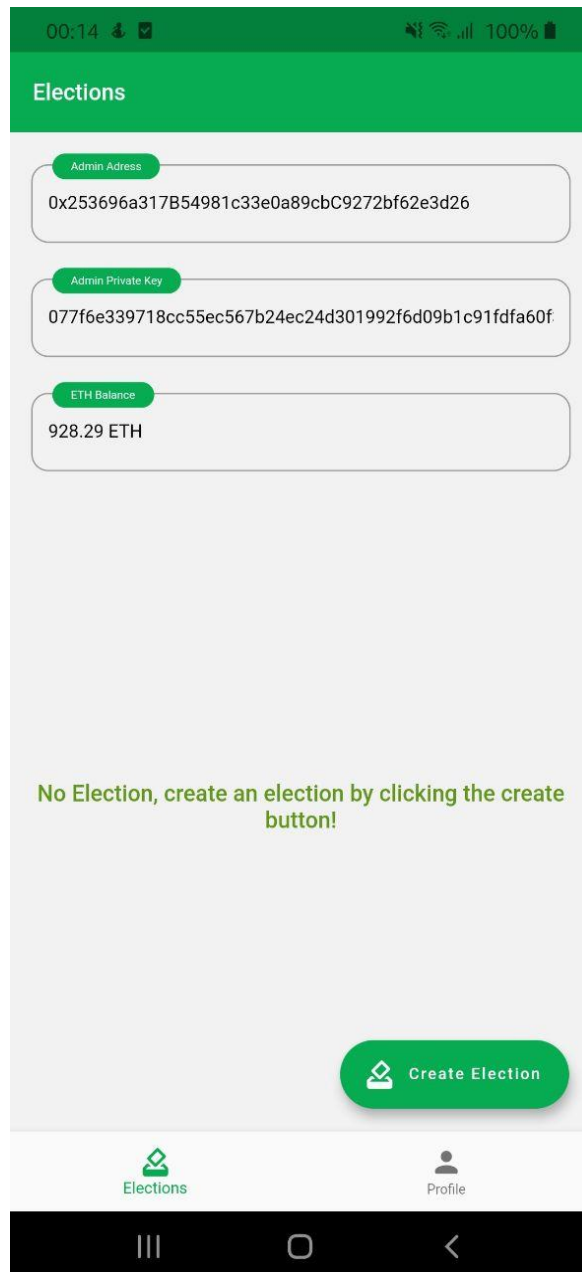 00:14 100%
Elections
Admin Adress
0x253696a317B54981c33e0a89cbC9272bf62e3d26
Admin Private Key
077f6e339718cc55ec567b24ec24d301992f6d09b1c91fdfa60f
ETH Balance
928.29 ETH
No Election, create an election by clicking the create
button!
Create Election
Elections Profile